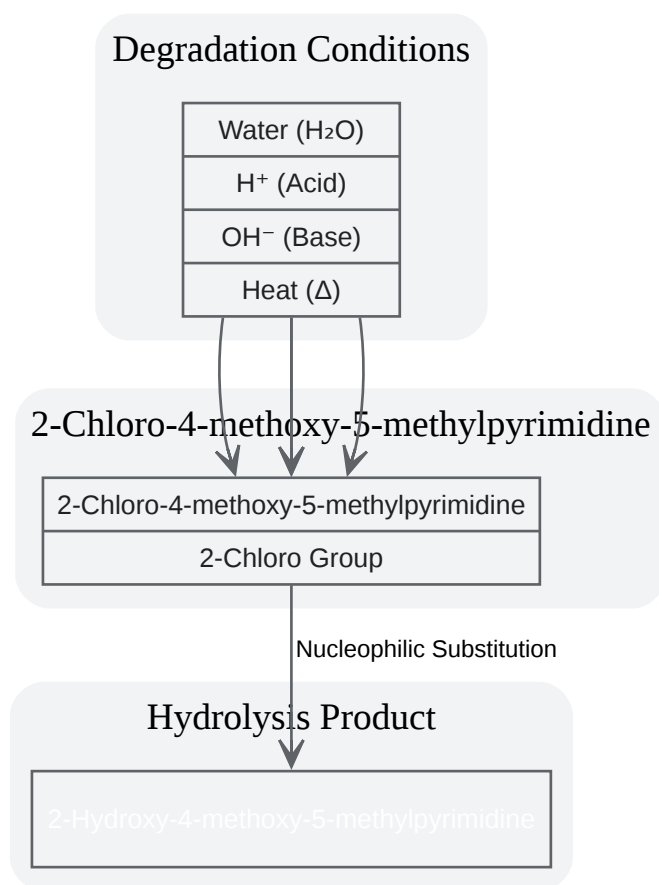 Degradation Conditions
Water (H₂O)
H⁺ (Acid)
OH⁻ (Base)
Heat (Δ)
2-Chloro-4-methoxy-5-methylpyrimidine
2-Chloro-4-methoxy-5-methylpyrimidine
2-Chloro Group
Nucleophilic Substitution
Hydrolysis Product
2-Hydroxy-4-methoxy-5-methylpyrimidine